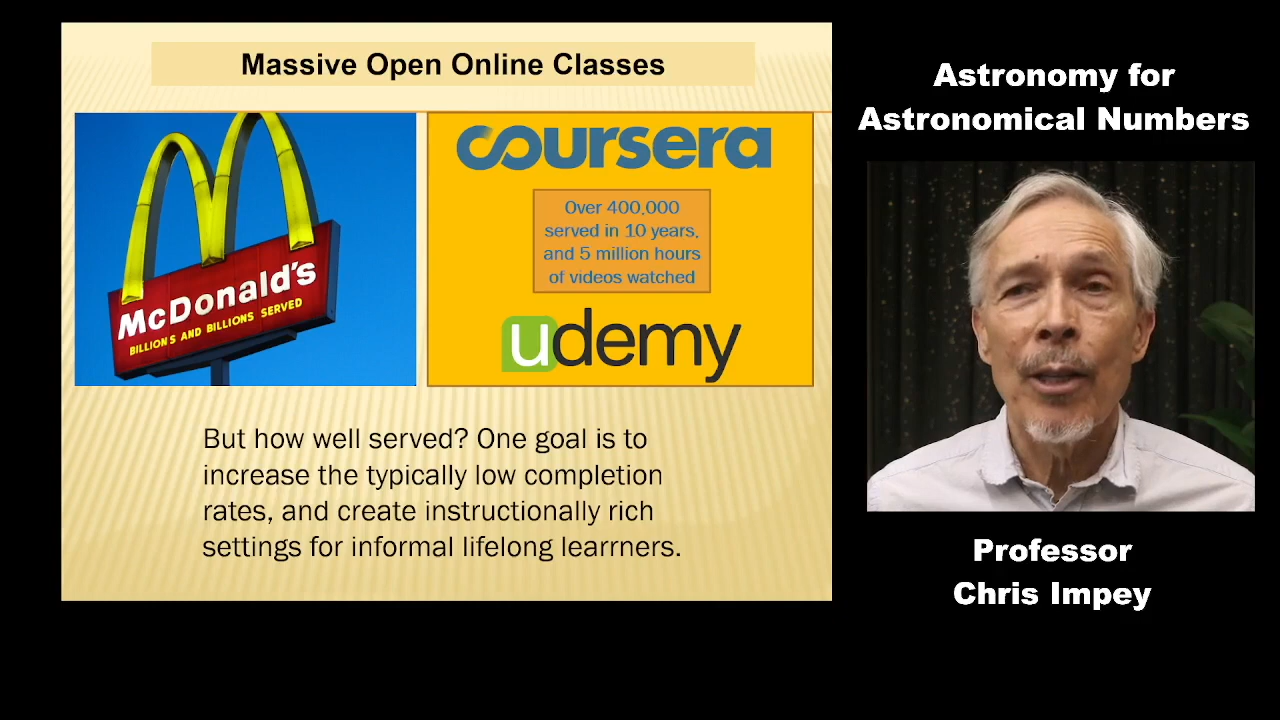 Massive Open Online Classes
McDonald's
BILLIONS AND BILLIONS SERVED
coursera
Over 400,000
served in 10 years,
and 5 million hours
of videos watched
udemy
But how well served? One goal is to
increase the typically low completion
rates, and create instructionally rich
settings for informal lifelong learrners.
Astronomy for
Astronomical Numbers
Professor
Chris Impey